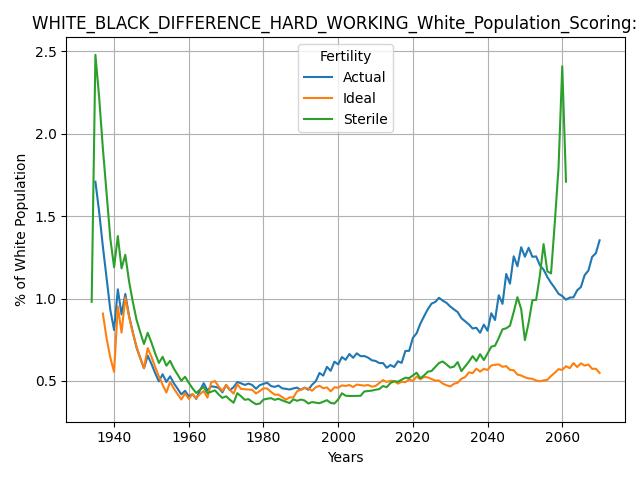 WHITE_BLACK_DIFFERENCE_HARD_WORKING_White_Population_Scoring:
Fertility
Actual
Ideal
Sterile
% of White Population
2.5
2.0
1.5
1.0
0.5
1940 1960 1980 2000 2020 2040 2060
Years